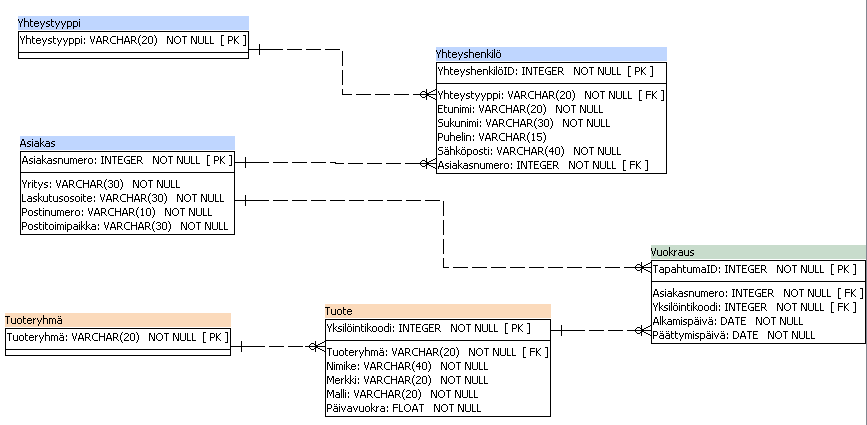 Yhteystyyppi
Yhteystyyppi: VARCHAR(20) NOT NULL [ PK ]
Yhteyshenkilö
YhteyshenkilöID: INTEGER NOT NULL [ PK ]
Yhteystyyppi: VARCHAR(20) NOT NULL [ FK ]
Etunimi: VARCHAR(20) NOT NULL
Sukunimi: VARCHAR(30) NOT NULL
Puhelin: VARCHAR(15)
Sähköposti: VARCHAR(40) NOT NULL
Asiakasnumero: INTEGER NOT NULL [ FK ]
Asiakas
Asiakasnumero: INTEGER NOT NULL [ PK ]
Yritys: VARCHAR(30) NOT NULL
Laskutusosoite: VARCHAR(30) NOT NULL
Postinumero: VARCHAR(10) NOT NULL
Postitoimipaikka: VARCHAR(30) NOT NULL
Vuokraus
TapahtumaID: INTEGER NOT NULL [ PK ]
Asiakasnumero: INTEGER NOT NULL [ FK ]
Yksilöintikoodi: INTEGER NOT NULL [ FK ]
Alkamispäivä: DATE NOT NULL
Päättymispäivä: DATE NOT NULL
Tuoteryhmä
Tuoteryhmä: VARCHAR(20) NOT NULL [ PK ]
Tuote
Yksilöintikoodi: INTEGER NOT NULL [ PK ]
Tuoteryhmä: VARCHAR(20) NOT NULL [ FK ]
Nimike: VARCHAR(40) NOT NULL
Merkki: VARCHAR(20) NOT NULL
Malli: VARCHAR(20) NOT NULL
Päivavuokra: FLOAT NOT NULL